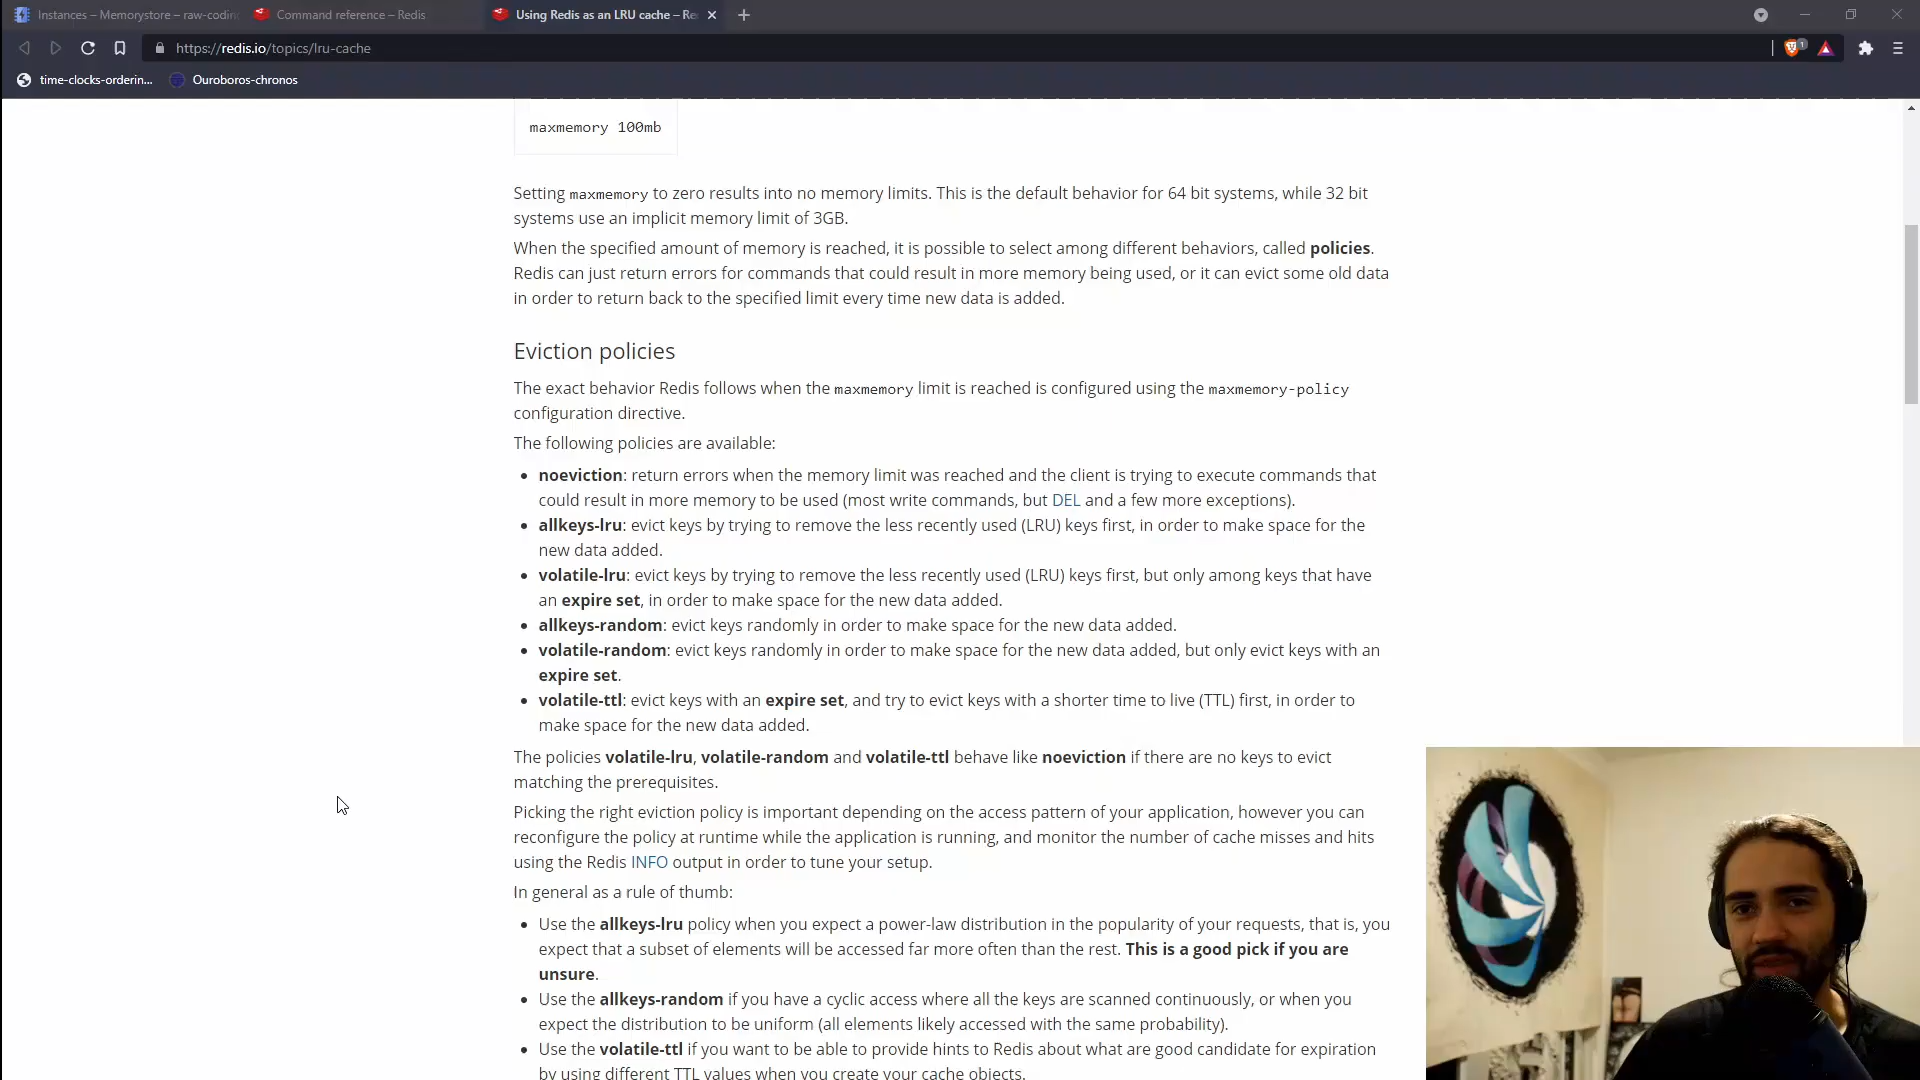 Instances – Memorystore – raw-coding
Command reference – Redis
Using Redis as an LRU cache – Re
https://redis.io/topics/lru-cache
1
time-clocks-orderin...
Ouroboros-chronos
maxmemory 100mb
Setting maxmemory to zero results into no memory limits. This is the default behavior for 64 bit systems, while 32 bit
systems use an implicit memory limit of 3GB.
When the specified amount of memory is reached, it is possible to select among different behaviors, called policies.
Redis can just return errors for commands that could result in more memory being used, or it can evict some old data
in order to return back to the specified limit every time new data is added.
Eviction policies
The exact behavior Redis follows when the maxmemory limit is reached is configured using the maxmemory-policy
configuration directive.
The following policies are available:
• noeviction: return errors when the memory limit was reached and the client is trying to execute commands that
could result in more memory to be used (most write commands, but DEL and a few more exceptions).
• allkeys-lru: evict keys by trying to remove the less recently used (LRU) keys first, in order to make space for the
new data added.
• volatile-lru: evict keys by trying to remove the less recently used (LRU) keys first, but only among keys that have
an expire set, in order to make space for the new data added.
• allkeys-random: evict keys randomly in order to make space for the new data added.
• volatile-random: evict keys randomly in order to make space for the new data added, but only evict keys with an
expire set.
• volatile-ttl: evict keys with an expire set, and try to evict keys with a shorter time to live (TTL) first, in order to
make space for the new data added.
The policies volatile-lru, volatile-random and volatile-ttl behave like noeviction if there are no keys to evict
matching the prerequisites.
Picking the right eviction policy is important depending on the access pattern of your application, however you can
reconfigure the policy at runtime while the application is running, and monitor the number of cache misses and hits
using the Redis INFO output in order to tune your setup.
In general as a rule of thumb:
• Use the allkeys-lru policy when you expect a power-law distribution in the popularity of your requests, that is, you
expect that a subset of elements will be accessed far more often than the rest. This is a good pick if you are
unsure.
• Use the allkeys-random if you have a cyclic access where all the keys are scanned continuously, or when you
expect the distribution to be uniform (all elements likely accessed with the same probability).
• Use the volatile-ttl if you want to be able to provide hints to Redis about what are good candidate for expiration
by using different TTL values when you create your cache objects.